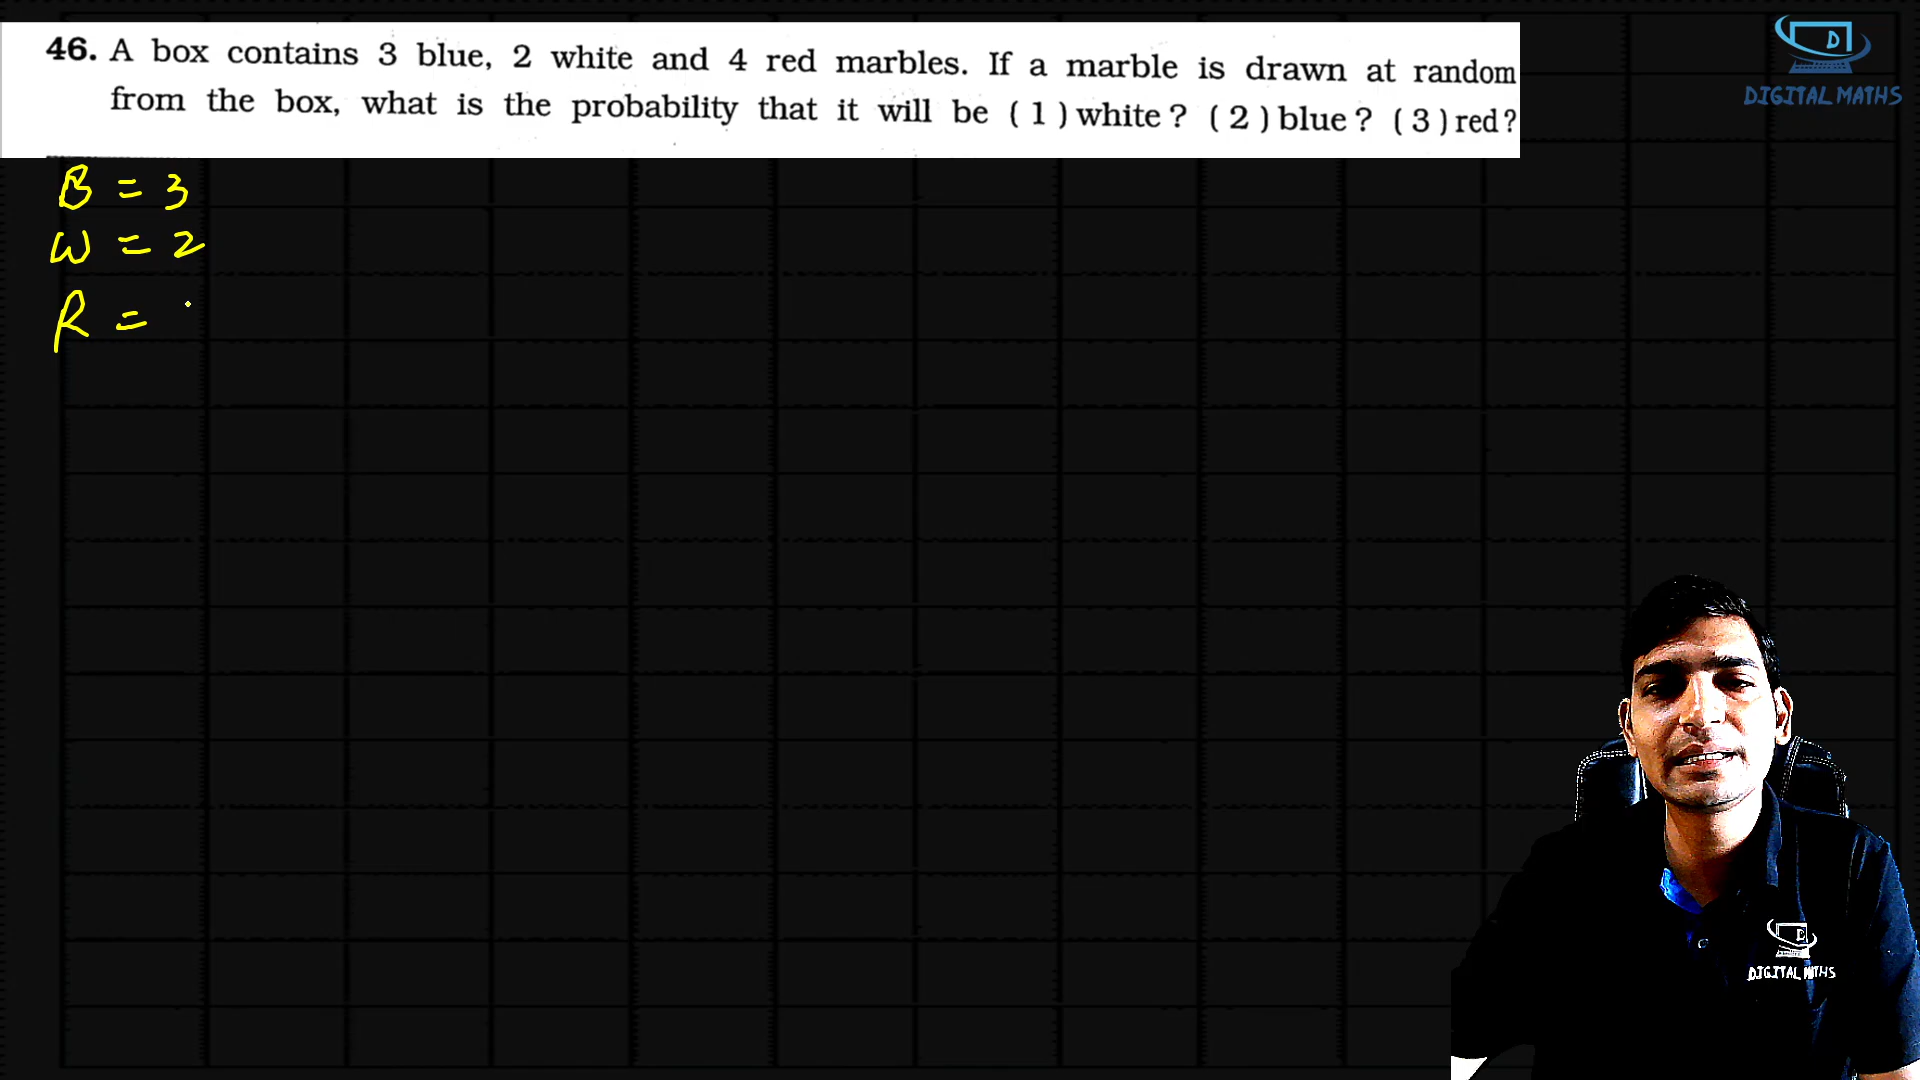 46. A box contains 3 blue, 2 white and 4 red marbles. If a marble is drawn at random
from the box, what is the probability that it will be (1) white? (2) blue? (3) red?
DIGITAL MATHS
B = 3
W = 2
R =
DIGITAL MATHS